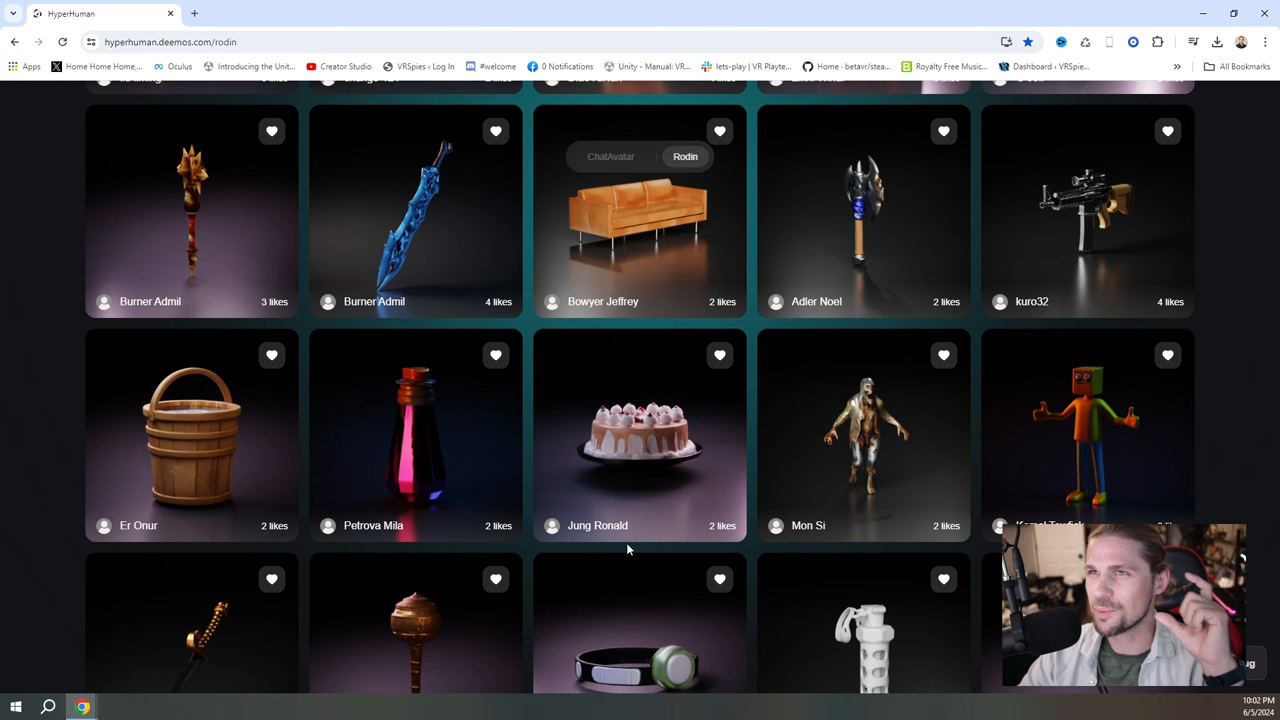 HyperHuman
hyperhuman.deemos.com/rodin
Apps
Home Home Home,...
Oculus
Introducing the Unit...
Creator Studio
VRSpies ‹ Log In
#welcome
0 Notifications
Unity - Manual: VR...
lets-play | VR Playte...
Home · betavr/stea...
Royalty Free Music...
Dashboard ‹ VRSpie...
»
All Bookmarks
ChatAvatar
Rodin
Burner Admil
3 likes
Burner Admil
4 likes
Bowyer Jeffrey
2 likes
Adler Noel
2 likes
kuro32
4 likes
Er Onur
2 likes
Petrova Mila
2 likes
Jung Ronald
2 likes
Mon Si
2 likes
10:02 PM
6/5/2024